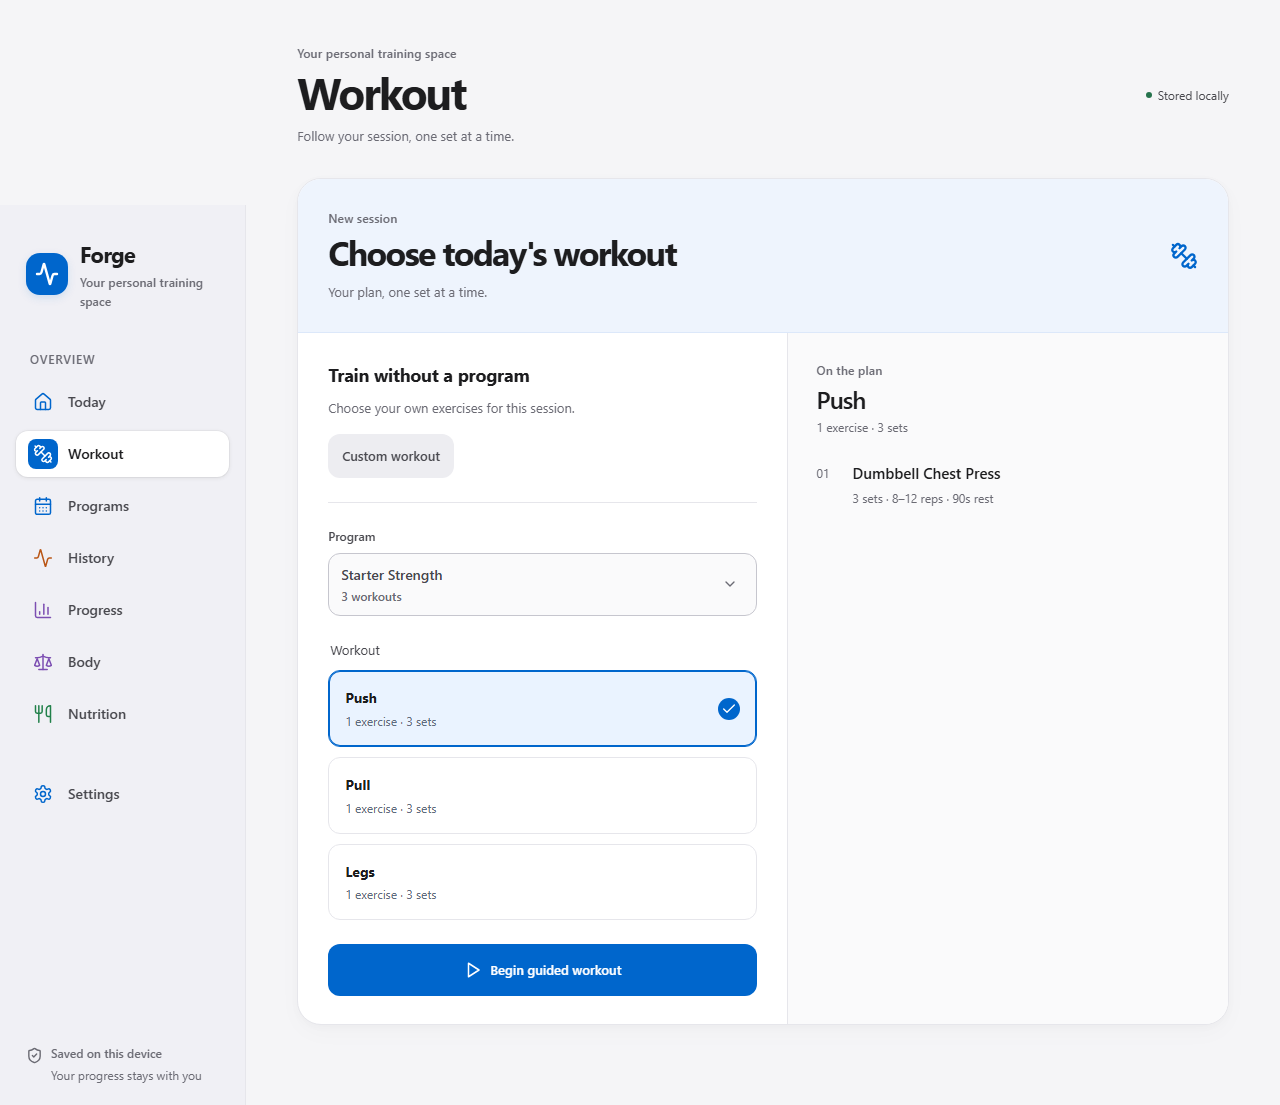 Your personal training space
Workout
Follow your session, one set at a time.
Stored locally
Forge
Your personal training
space
OVERVIEW
Today
Workout
Programs
History
Progress
Body
Nutrition
Settings
Saved on this device
Your progress stays with you
New session
Choose today's workout
Your plan, one set at a time.
Train without a program
Choose your own exercises for this session.
Custom workout
Program
Starter Strength
3 workouts
Workout
Push
1 exercise · 3 sets
Pull
1 exercise · 3 sets
Legs
1 exercise · 3 sets
Begin guided workout
On the plan
Push
1 exercise · 3 sets
01 Dumbbell Chest Press
3 sets · 8–12 reps · 90s rest